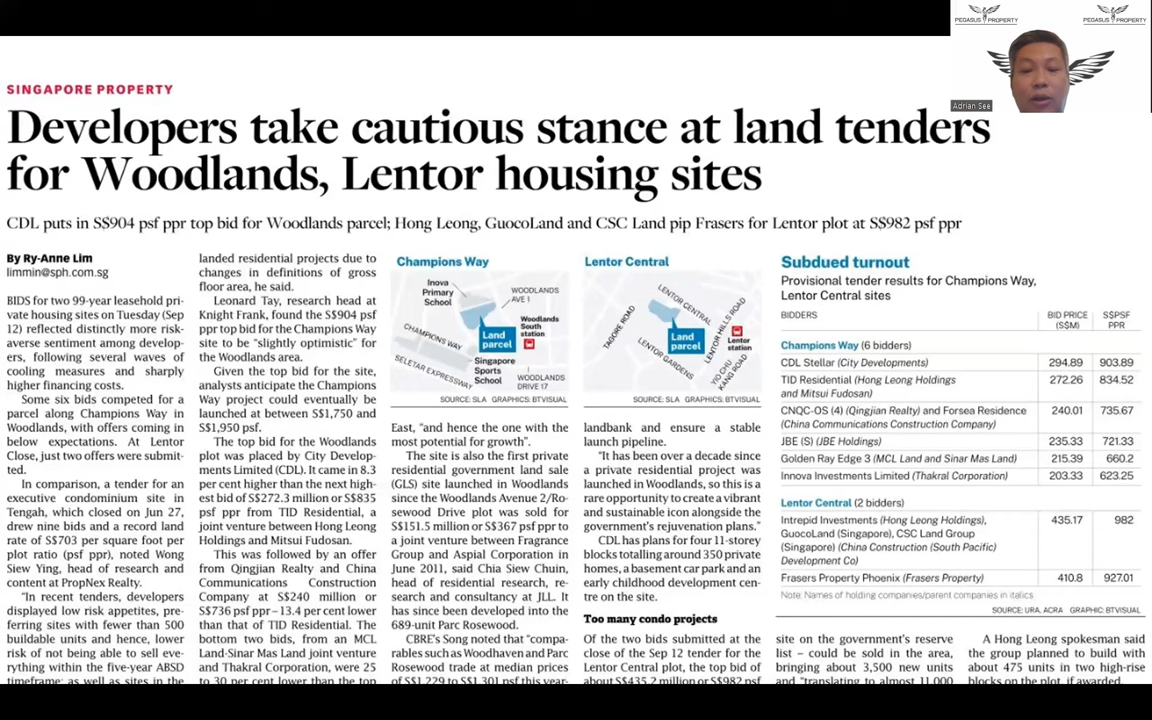 PEGASUS PROPERTY
PEGASUS PROPERTY
Adrian See
SINGAPORE PROPERTY
Developers take cautious stance at land tenders
for Woodlands, Lentor housing sites
CDL puts in S$904 psf ppr top bid for Woodlands parcel; Hong Leong, GuocoLand and CSC Land pip Frasers for Lentor plot at S$982 psf ppr
By Ry-Anne Lim
limmin@sph.com.sg
BIDS for two 99-year leasehold pri-
vate housing sites on Tuesday (Sep
12) reflected distinctly more risk-
averse sentiment among develop-
ers, following several waves of
cooling measures and sharply
higher financing costs.
Some six bids competed for a
parcel along Champions Way in
Woodlands, with offers coming in
below expectations. At Lentor
Close, just two offers were submit-
ted.
In comparison, a tender for an
executive condominium site in
Tengah, which closed on Jun 27,
drew nine bids and a record land
rate of S$703 per square foot per
plot ratio (psf ppr), noted Wong
Siew Ying, head of research and
content at PropNex Realty.
"In recent tenders, developers
displayed low risk appetites, pre-
ferring sites with fewer than 500
buildable units and hence, lower
risk of not being able to sell eve-
rything within the five-year ABSD
timeframe; as well as sites in the
landed residential projects due to
changes in definitions of gross
floor area, he said.
Leonard Tay, research head at
Knight Frank, found the S$904 psf
ppr top bid for the Champions Way
site to be "slightly optimistic" for
the Woodlands area.
Given the top bid for the site,
analysts anticipate the Champions
Way project could eventually be
launched at between S$1,750 and
S$1,950 psf.
The top bid for the Woodlands
plot was placed by City Develop-
ments Limited (CDL). It came in 8.3
per cent higher than the next high-
est bid of S$272.3 million or S$835
psf ppr from TID Residential, a
joint venture between Hong Leong
Holdings and Mitsui Fudosan.
This was followed by an offer
from Qingjian Realty and China
Communications Construction
Company at S$240 million or
S$736 psf ppr – 13.4 per cent lower
than that of TID Residential. The
bottom two bids, from an MCL
Land-Sinar Mas Land joint venture
and Thakral Corporation, were 25
to 30 per cent lower than the top
Champions Way
Inova
Primary
School
WOODLANDS
AVE 1
CHAMPIONS WAY
Land
parcel
Woodlands
South
station
SELETAR EXPRESSWAY
Singapore
Sports
School
WOODLANDS
DRIVE 17
SOURCE: SLA GRAPHICS: BTVISUAL
East, "and hence the one with the
most potential for growth".
The site is also the first private
residential government land sale
(GLS) site launched in Woodlands
since the Woodlands Avenue 2/Ro-
sewood Drive plot was sold for
S$151.5 million or S$367 psf ppr to
a joint venture between Fragrance
Group and Aspial Corporation in
June 2011, said Chia Siew Chuin,
head of residential research, re-
search and consultancy at JLL. It
has since been developed into the
689-unit Parc Rosewood.
CBRE's Song noted that "compa-
rables such as Woodhaven and Parc
Rosewood trade at median prices
of S$1,229 to S$1,301 psf this year-
Lentor Central
TAGORE ROAD
LENTOR CENTRAL
LENTOR HILLS ROAD
Land
parcel
Lentor
station
LENTOR GARDENS
YIO CHU
KANG ROAD
SOURCE: SLA GRAPHICS: BTVISUAL
landbank and ensure a stable
launch pipeline.
"It has been over a decade since
a private residential project was
launched in Woodlands, so this is a
rare opportunity to create a vibrant
and sustainable icon alongside the
government's rejuvenation plans."
CDL has plans for four 11-storey
blocks totalling around 350 private
homes, a basement car park and an
early childhood development cen-
tre on the site.
Too many condo projects
Of the two bids submitted at the
close of the Sep 12 tender for the
Lentor Central plot, the top bid of
about S$435.2 million or S$982 psf
Subdued turnout
Provisional tender results for Champions Way,
Lentor Central sites
BIDDERS BID PRICE (S$M) S$PSF PPR
Champions Way (6 bidders)
CDL Stellar (City Developments) 294.89 903.89
TID Residential (Hong Leong Holdings 272.26 834.52
and Mitsui Fudosan)
CNQC-OS (4) (Qingjian Realty) and Forsea Residence 240.01 735.67
(China Communications Construction Company)
JBE (S) (JBE Holdings) 235.33 721.33
Golden Ray Edge 3 (MCL Land and Sinar Mas Land) 215.39 660.2
Innova Investments Limited (Thakral Corporation) 203.33 623.25
Lentor Central (2 bidders)
Intrepid Investments (Hong Leong Holdings), 435.17 982
GuocoLand (Singapore), CSC Land Group
(Singapore) (China Construction (South Pacific)
Development Co)
Frasers Property Phoenix (Frasers Property) 410.8 927.01
Note: Names of holding companies/parent companies in italics
SOURCE: URA, ACRA GRAPHIC: BTVISUAL
site on the government's reserve
list – could be sold in the area,
bringing about 3,500 new units
and "translating to almost 11,000
A Hong Leong spokesman said
the group planned to build with
about 475 units in two high-rise
blocks on the plot, if awarded.